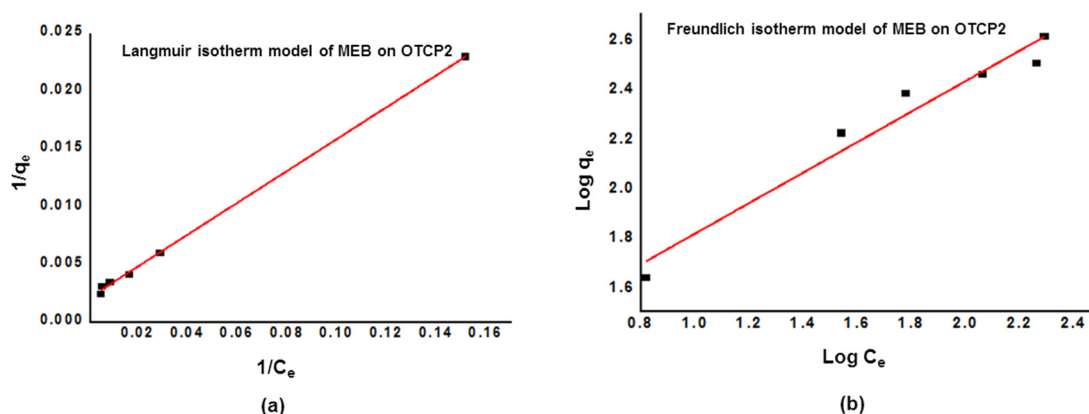 Langmuir isotherm model of MEB on OTCP2
0.025
0.020
0.015
0.010
0.005
0.000
1/qe
0.02 0.04 0.06 0.08 0.10 0.12 0.14 0.16
1/Ce
(a)
Freundlich isotherm model of MEB on OTCP2
2.6
2.4
2.2
2.0
1.8
1.6
Log qe
0.8 1.0 1.4 1.6 1.8 2.0 2.2 2.4
Log Ce
(b)